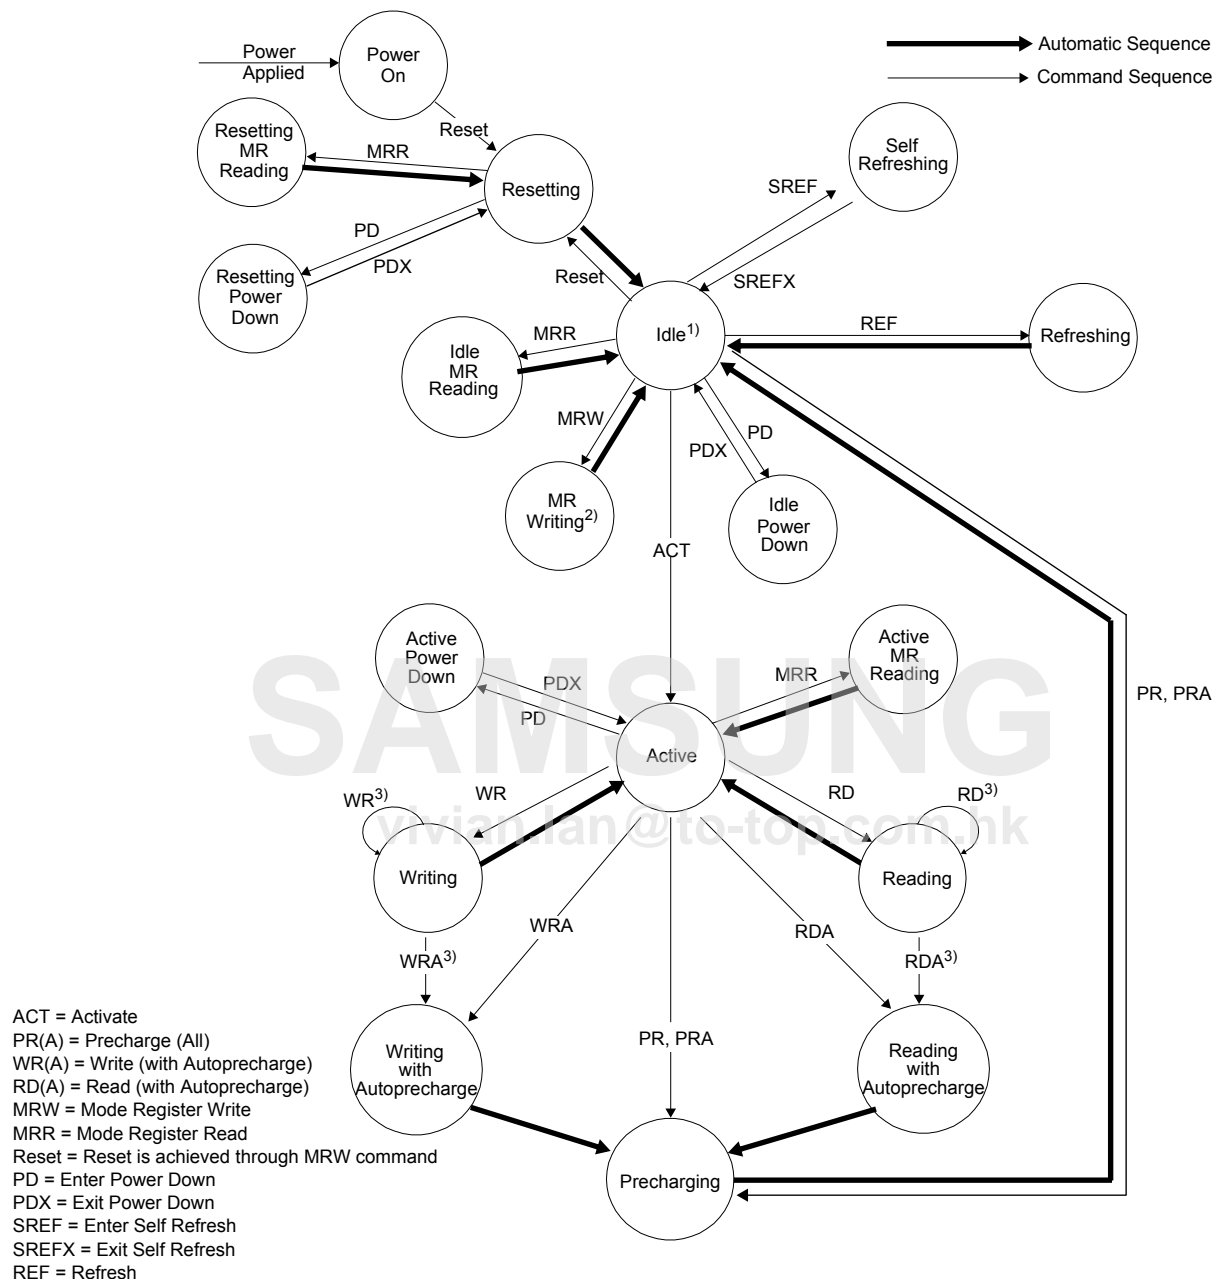 Power
Applied
Power
On
Automatic Sequence
Command Sequence
Reset
Resetting
MR
Reading
MRR
Resetting
Self
Refreshing
SREF
PD
PDX
Resetting
Power
Down
Reset
SREFX
Idle1)
REF
Refreshing
MRR
Idle
MR
Reading
MRW
PD
PDX
MR
Writing2)
Idle
Power
Down
ACT
Active
Power
Down
Active
MR
Reading
PDX
PD
MRR
PR, PRA
SAMSUNG
Active
WR3)
WR
RD
RD3)
vivian.lan@to-top.com.hk
Writing
Reading
WRA
RDA
WRA3)
RDA3)
PR, PRA
Writing
with
Autoprecharge
Reading
with
Autoprecharge
Precharging
ACT = Activate
PR(A) = Precharge (All)
WR(A) = Write (with Autoprecharge)
RD(A) = Read (with Autoprecharge)
MRW = Mode Register Write
MRR = Mode Register Read
Reset = Reset is achieved through MRW command
PD = Enter Power Down
PDX = Exit Power Down
SREF = Enter Self Refresh
SREFX = Exit Self Refresh
REF = Refresh